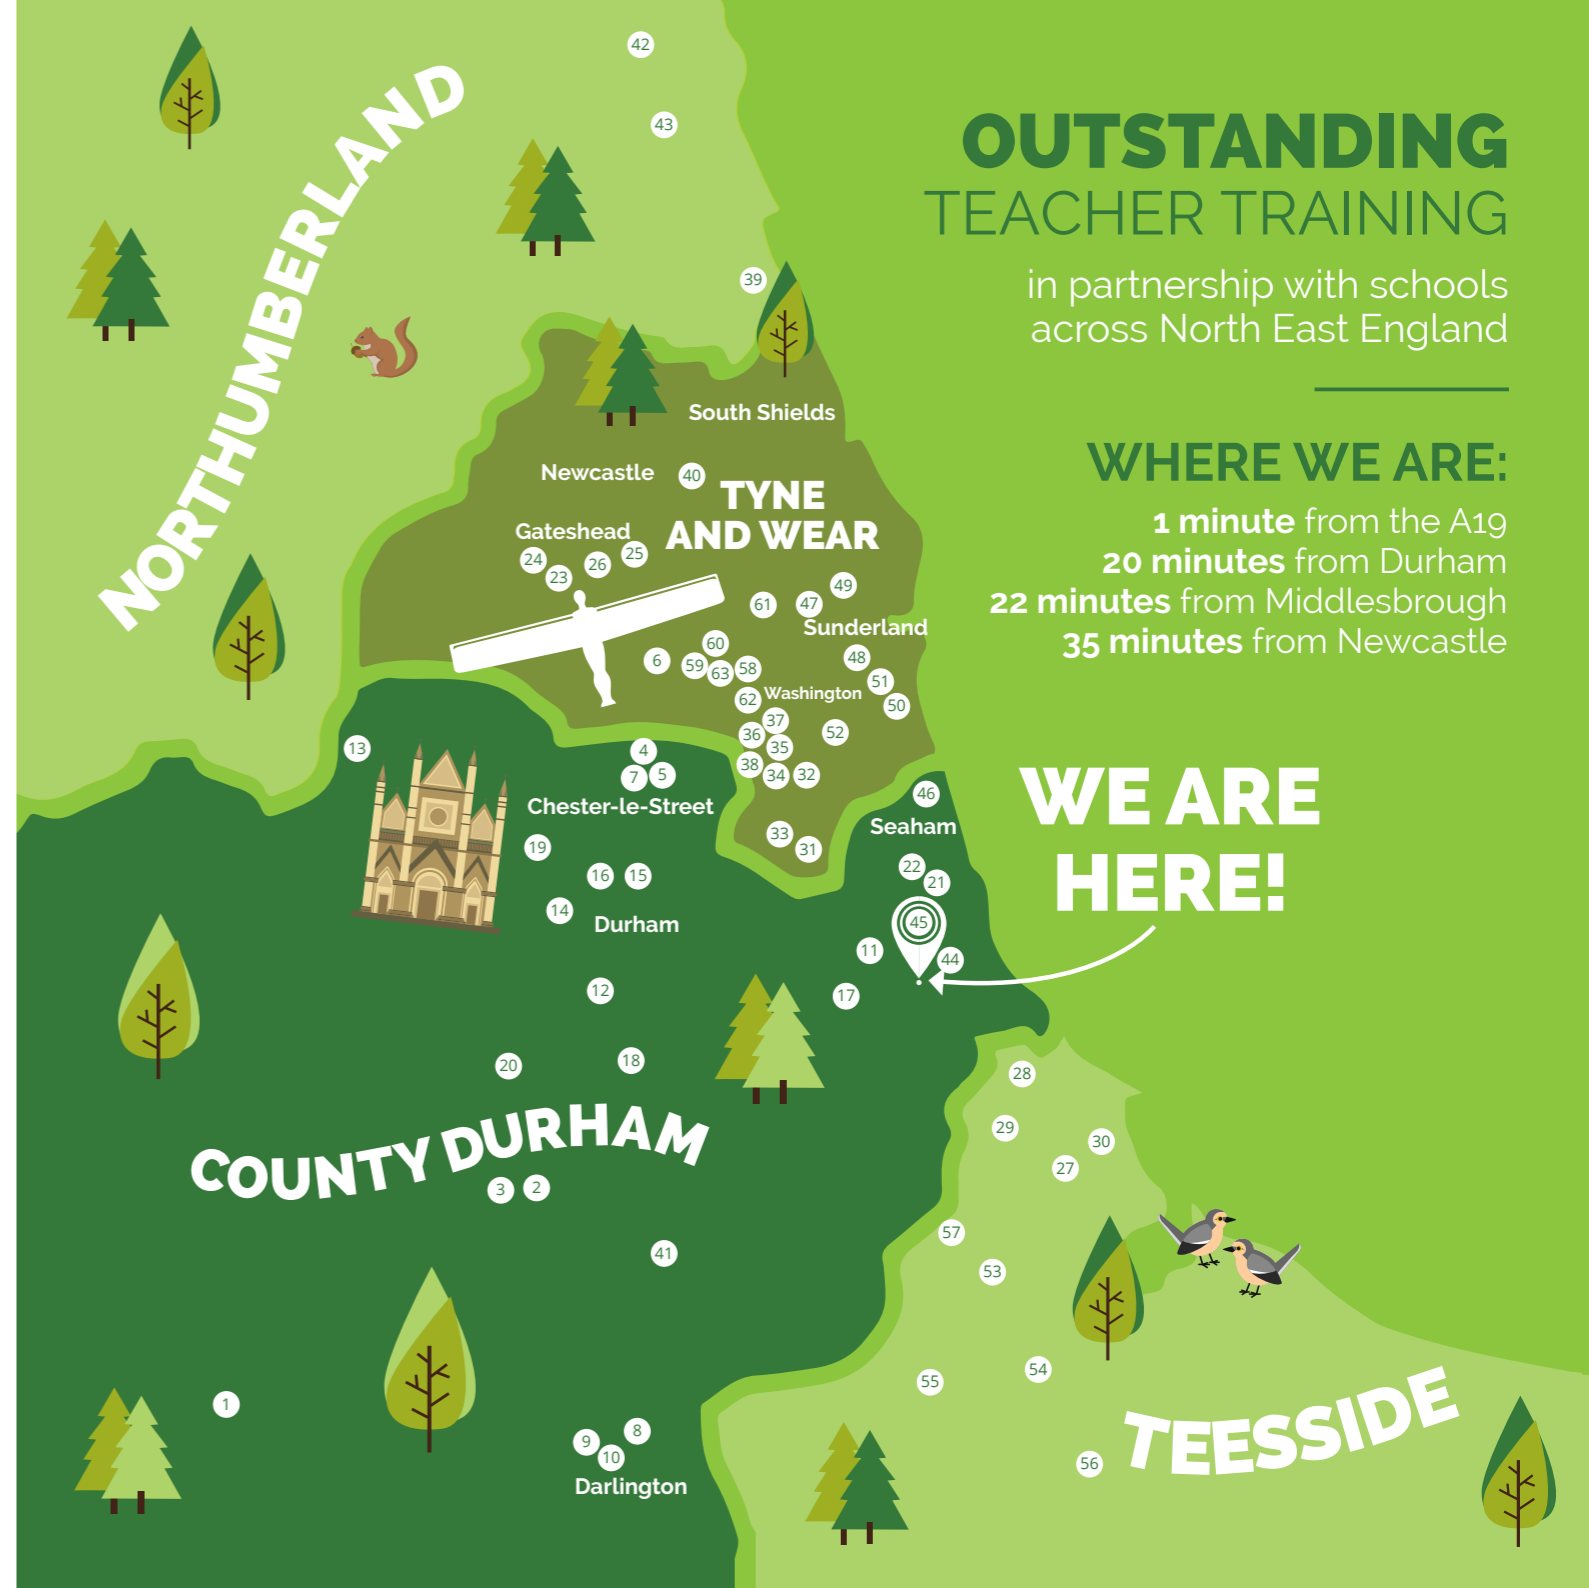 OUTSTANDING
TEACHER TRAINING
in partnership with schools
across North East England
WHERE WE ARE:
1 minute from the A19
20 minutes from Durham
22 minutes from Middlesbrough
35 minutes from Newcastle
WE ARE
HERE!
NORTHUMBERLAND
42
43
39
South Shields
Newcastle
40
TYNE
AND WEAR
Gateshead
24
23
26
25
49
61
47
Sunderland
60
6
59
63
58
48
51
62
Washington
50
37
36
35
52
38
34
32
33
31
13
4
7
5
Chester-le-Street
46
Seaham
19
16
15
22
21
14
Durham
45
11
44
17
12
20
18
COUNTY DURHAM
3
2
41
1
9
8
10
Darlington
28
29
30
27
57
53
54
55
56
TEESSIDE